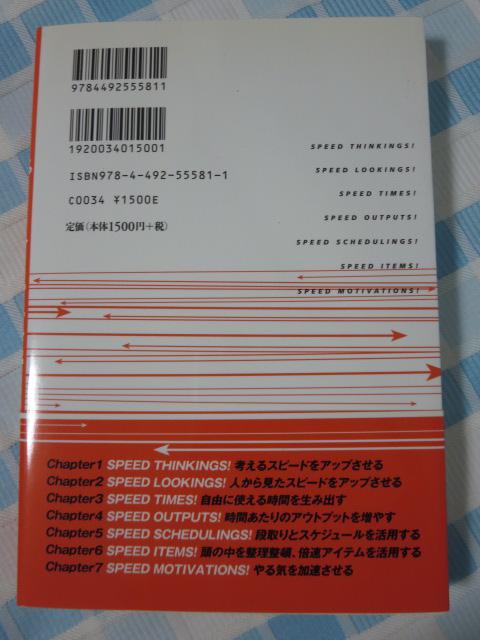 9784492555811
1920034015001
ISBN978-4-492-55581-1
C0034 ¥1500E
定価(本体1500円+税)
SPEED THINKINGS!
SPEED LOOKINGS!
SPEED TIMES!
SPEED OUTPUTS!
SPEED SCHEDULINGS!
SPEED ITEMS!
SPEED MOTIVATIONS!
Chapter1 SPEED THINKINGS! 考えるスピードをアップさせる
Chapter2 SPEED LOOKINGS! 人から見たスピードをアップさせる
Chapter3 SPEED TIMES! 自由に使える時間を生み出す
Chapter4 SPEED OUTPUTS! 時間あたりのアウトプットを増やす
Chapter5 SPEED SCHEDULINGS! 段取りとスケジュールを活用する
Chapter6 SPEED ITEMS! 頭の中を整理整頓、倍速アイテムを活用する
Chapter7 SPEED MOTIVATIONS! やる気を加速させる